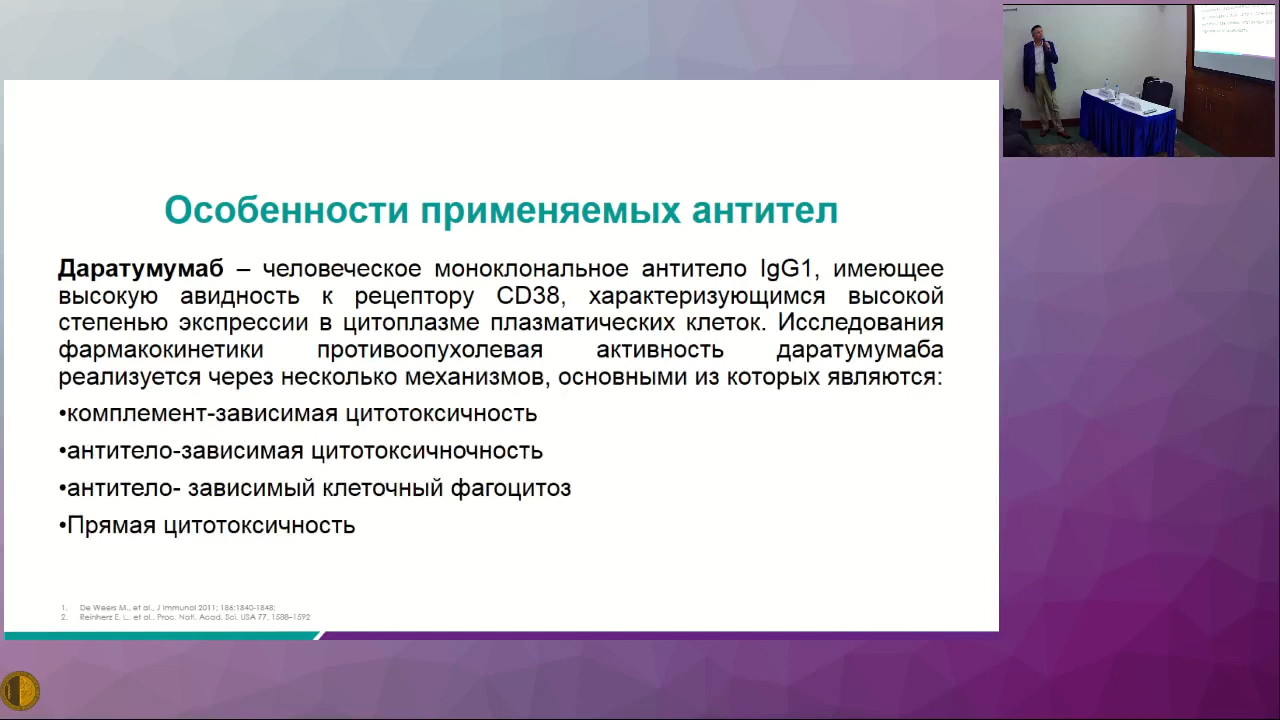 Особенности применяемых антител
Даратумумаб – человеческое моноклональное антитело IgG1, имеющее
высокую авидность к рецептору CD38, характеризующимся высокой
степенью экспрессии в цитоплазме плазматических клеток. Исследования
фармакокинетики противоопухолевая активность даратумумаба
реализуется через несколько механизмов, основными из которых являются:
•комплемент-зависимая цитотоксичность
•антитело-зависимая цитотоксичночность
•антитело- зависимый клеточный фагоцитоз
•Прямая цитотоксичность
1. De Weers M., et al., J Immunol 2011; 186:1840-1848;
2. Reinherz E. L., et al., Proc. Natl. Acad. Sci. USA 77, 1588–1592